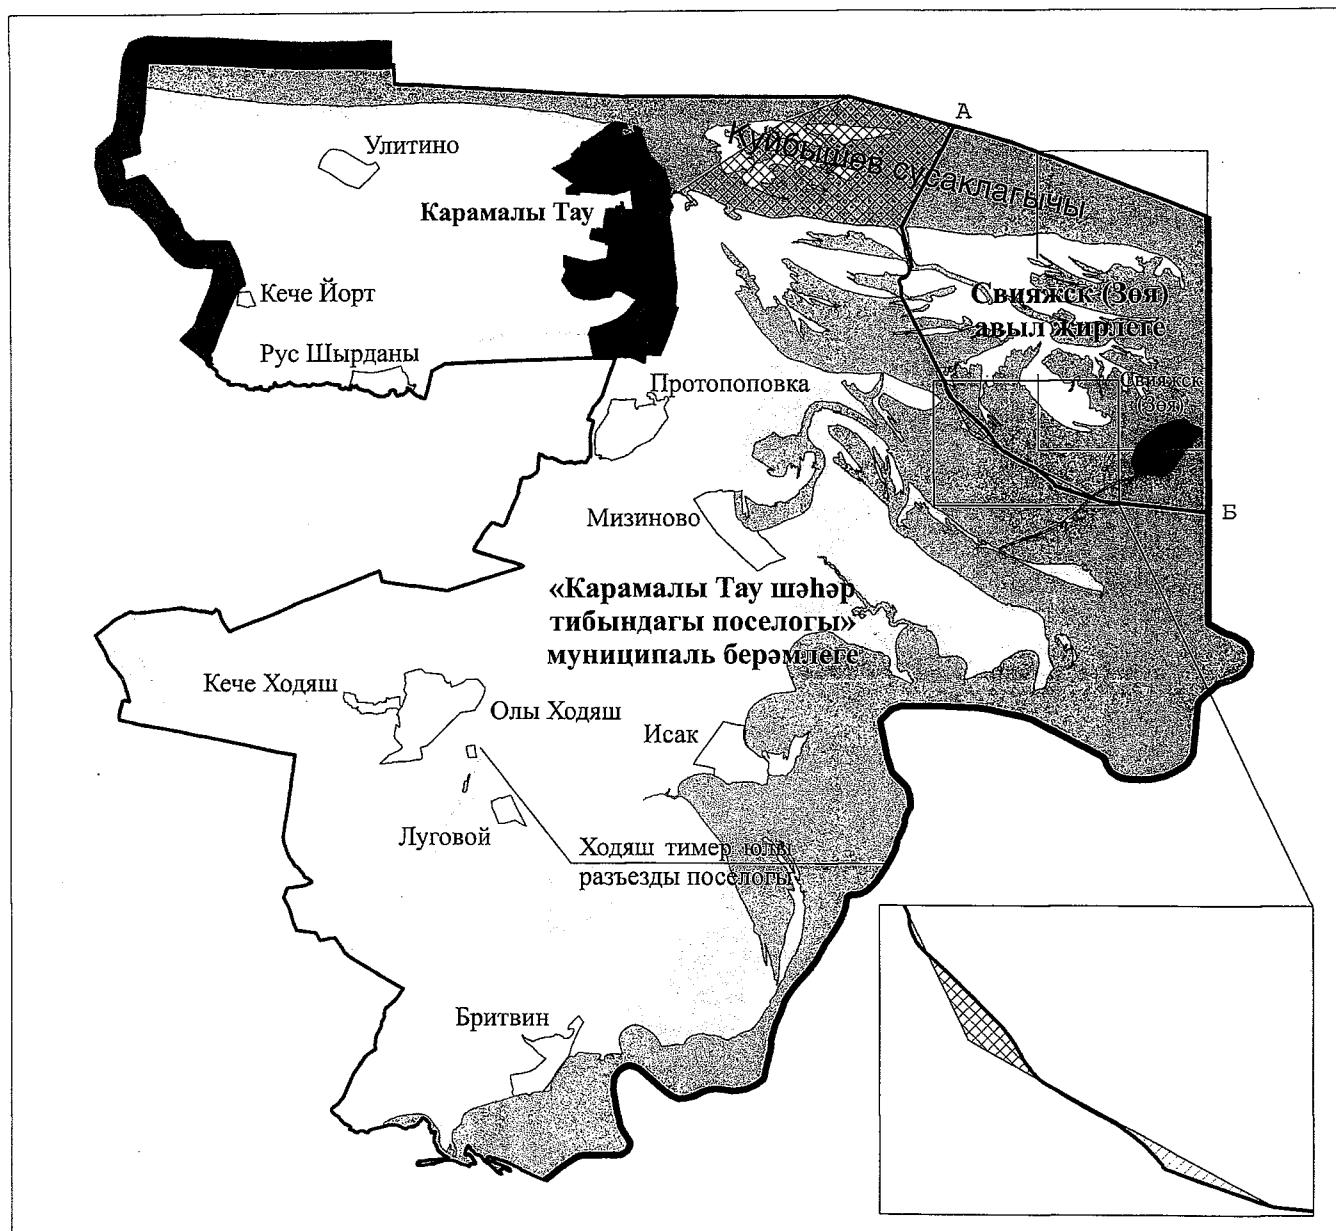 А
Улитино
Куйбышев сусаклагычы
Карамалы Тау
Кече Йорт
Свияжск (Зөя)
авыл җирлеге
Рус Шырданы
Протопоповка
Свияжск
(Зөя)
Мизиново
Б
«Карамалы Тау шәһәр
тибындагы поселогы»
муниципаль берәмлеге
Кече Ходяш
Олы Ходяш
Исак
Луговой
Ходяш тимер юлы
разъезды поселогы
Бритвин